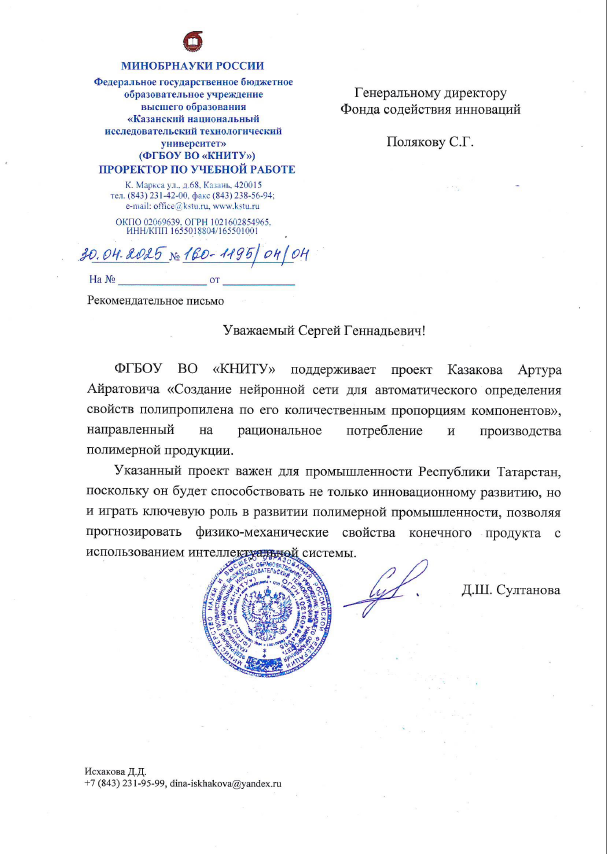 МИНОБРНАУКИ РОССИИ
Федеральное государственное бюджетное
образовательное учреждение
высшего образования
«Казанский национальный
исследовательский технологический
университет»
(ФГБОУ ВО «КНИТУ»)
ПРОРЕКТОР ПО УЧЕБНОЙ РАБОТЕ
К. Маркса ул., д.68, Казань, 420015
тел. (843) 231-42-00, факс (843) 238-56-94;
e-mail: office@kstu.ru, www.kstu.ru
ОКПО 02069639, ОГРН 1021602854965,
ИНН/КПП 1655018804/165501001
30.04.2025 № 160-1195/04/04
На № ________________ от _____________
Генеральному директору
Фонда содействия инноваций
Полякову С.Г.
Рекомендательное письмо
Уважаемый Сергей Геннадьевич!
ФГБОУ ВО «КНИТУ» поддерживает проект Казакова Артура
Айратовича «Создание нейронной сети для автоматического определения
свойств полипропилена по его количественным пропорциям компонентов»,
направленный на рациональное потребление и производства
полимерной продукции.
Указанный проект важен для промышленности Республики Татарстан,
поскольку он будет способствовать не только инновационному развитию, но
и играть ключевую роль в развитии полимерной промышленности, позволяя
прогнозировать физико-механические свойства конечного продукта с
использованием интеллектуальной системы.
Д.Ш. Султанова
Исхакова Д.Д.
+7 (843) 231-95-99, dina-iskhakova@yandex.ru